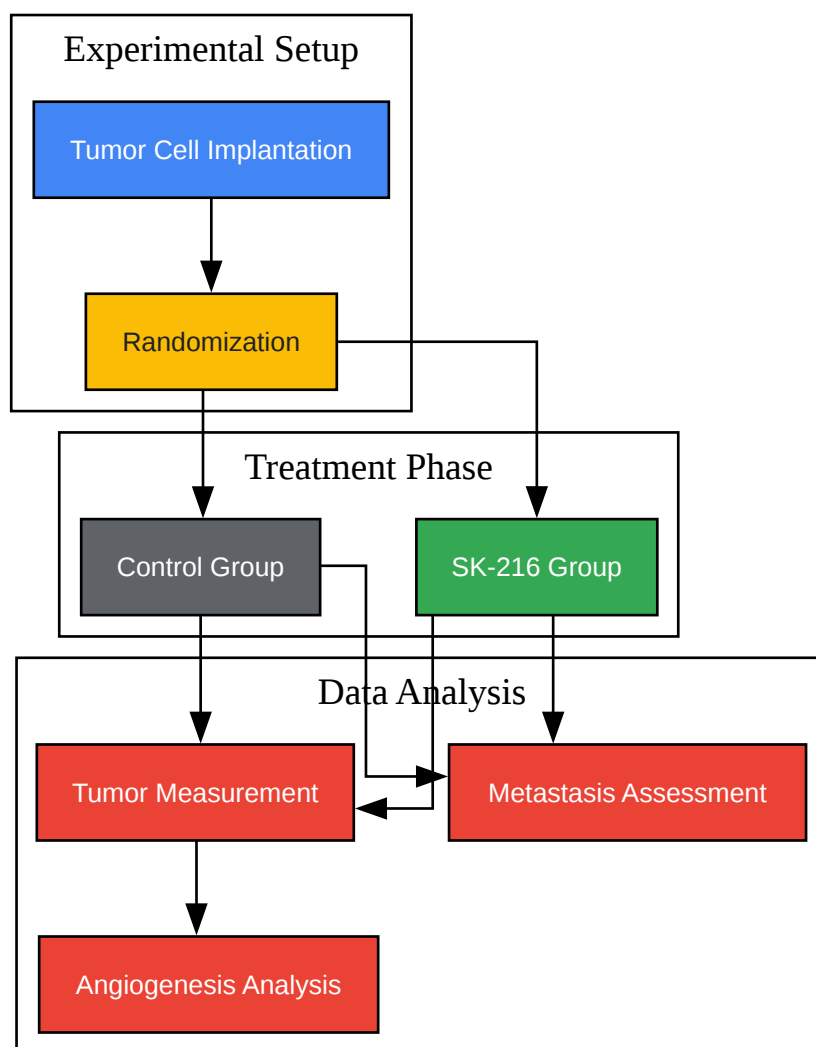 Experimental Setup
Tumor Cell Implantation
Randomization
Treatment Phase
Control Group
SK-216 Group
Data Analysis
Tumor Measurement
Metastasis Assessment
Angiogenesis Analysis